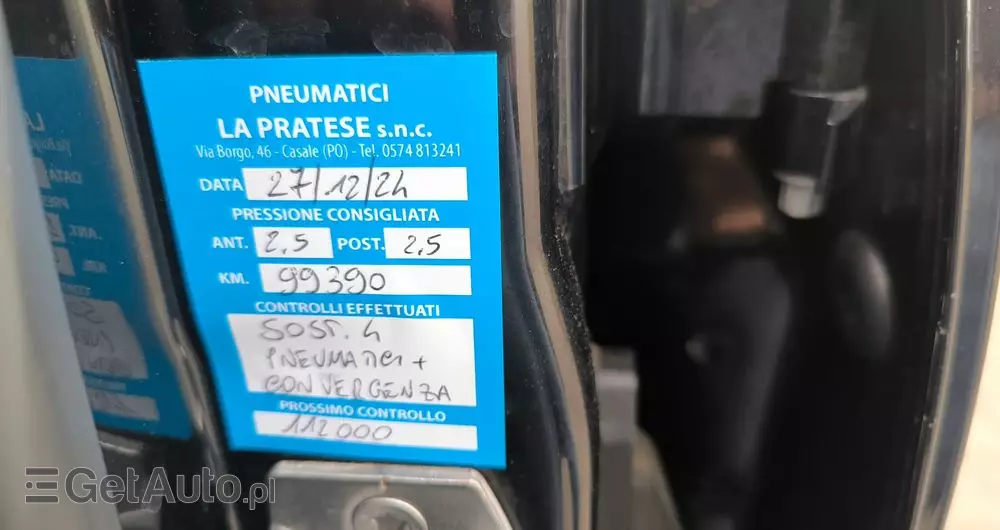 PNEUMATICI
LA PRATESE s.n.c.
Via Borgo, 46 - Casale (PO) - Tel. 0574 813241
DATA 27/12/24
PRESSIONE CONSIGLIATA
ANT. 2.5 POST. 2,5
KM. 99390
CONTROLLI EFFETTUATI
SOST. 4
PNEUMATICI +
CONVERGENZA
PROSSIMO CONTROLLO
112000
GetAuto.pl